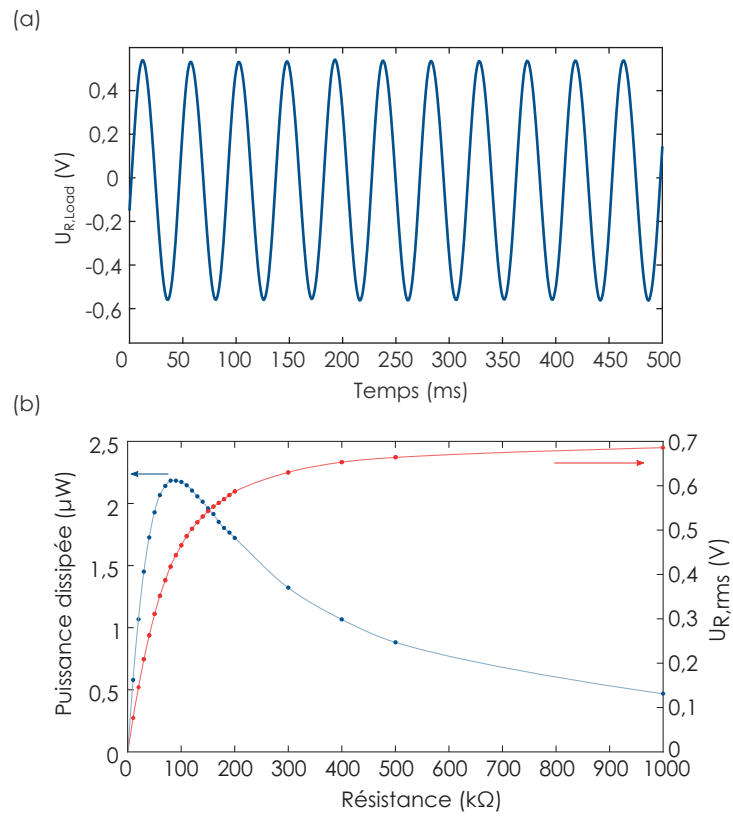 (a)
0,4
0,2
0
-0.2
-0.4
-0.6
U_R,Load (V)
0 50 100 150 200 250 300 350 400 450 500
Temps (ms)
(b)
2,5
2
1,5
1
0,5
0
Puissance dissipée (µW)
0,7
0,6
0,5
0,4
0,3
0,2
0,1
0
U_R,rms (V)
0 100 200 300 400 500 600 700 800 900 1000
Résistance (kΩ)